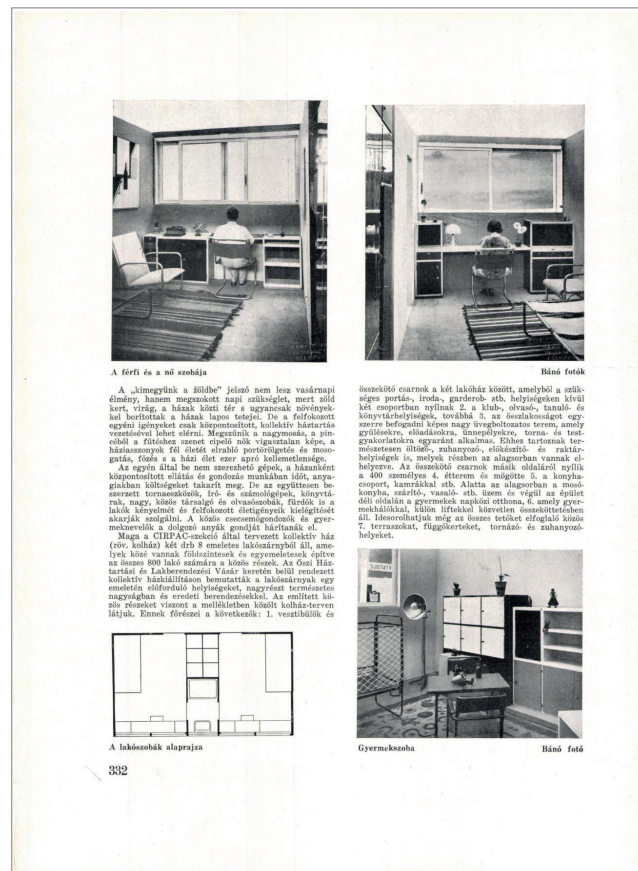 A férfi és a nő szobája
Bánó fotók
A „kimegyünk a zöldbe” jelszó nem lesz vasárnapi
élmény, hanem megszokott napi szükséglet, mert zöld
kert, virág, a házak közti tér s ugyancsak növények-
kel borítottak a házak lapos tetejei. De a felfokozott
egyéni igényeket csak központosított, kollektív háztartás
vezetésével lehet elérni. Megszűnik a nagymosás, a pin-
céből a fűtéshez szenet cipelő nők vigasztalan képe, a
háziasszonyok fél életét elrabló portörölgetés és moso-
gatás, főzés s a házi élet ezer apró kellemetlensége.
Az egyén által be nem szerezhető gépek, a házanként
központosított ellátás és gondozás munkában időt, anya-
giakban költségeket takarít meg. De az együttesen be-
szerzett tornaeszközök, író- és számológépek, könyvtá-
rak, nagy, közös társalgó és olvasószobák, fürdők is a
lakók kényelmét és felfokozott életigényeik kielégítését
akarják szolgálni. A közös csecsemőgondozók és gyer-
meknevelők a dolgozó anyák gondját hárítanák el.
Maga a CIRPAC-szekció által tervezett kollektív ház
(röv. kolház) két drb 8 emeletes lakószárnyból áll, ame-
lyek közé vannak földszintesek és egyemeletesek építve
az összes 800 lakó számára a közös részek. Az Őszi Ház-
tartási és Lakberendezési Vásár keretén belül rendezett
kollektív házkiállításon bemutatták a lakószárnyak egy
emeletén előforduló helyiségeket, nagyrészt természetes
nagyságban és eredeti berendezésekkel. Az említett kö-
zös részeket viszont a mellékletben közölt kolház-terven
látjuk. Ennek főrészei a következők: 1. vesztibülök és
A lakószobák alaprajza
332
összekötő csarnok a két lakóház között, amelyből a szük-
séges portás-, iroda-, garderob- stb. helyiségeken kívül
két csoportban nyílnak 2. a klub-, olvasó-, tanuló- és
könyvtárhelyiségek, továbbá 3. az összlakosságot egy-
szerre befogadni képes nagy üvegboltozatos terem, amely
gyűlésekre, előadásokra, ünnepélyekre, torna- és test-
gyakorlatokra egyaránt alkalmas. Ehhez tartoznak ter-
mészetesen öltöző-, zuhanyozó-, előkészítő- és raktár-
helyiségek is, melyek részben az alagsorban vannak el-
helyezve. Az összekötő csarnok másik oldaláról nyílik
a 400 személyes 4. étterem és mögötte 5. a konyha-
csoport, kamrákkal stb. Alatta az alagsorban a mosó-
konyha, szárító-, vasaló- stb. üzem és végül az épület
déli oldalán a gyermekek napközi otthona, 6. amely gyer-
mekhálókkal, külön liftekkel közvetlen összeköttetésben
áll. Idesorolhatjuk még az összes tetőket elfoglaló közös
7. terraszokat, függőkerteket, tornázó- és zuhanyozó-
helyeket.
Gyermekszoba
Bánó fotó